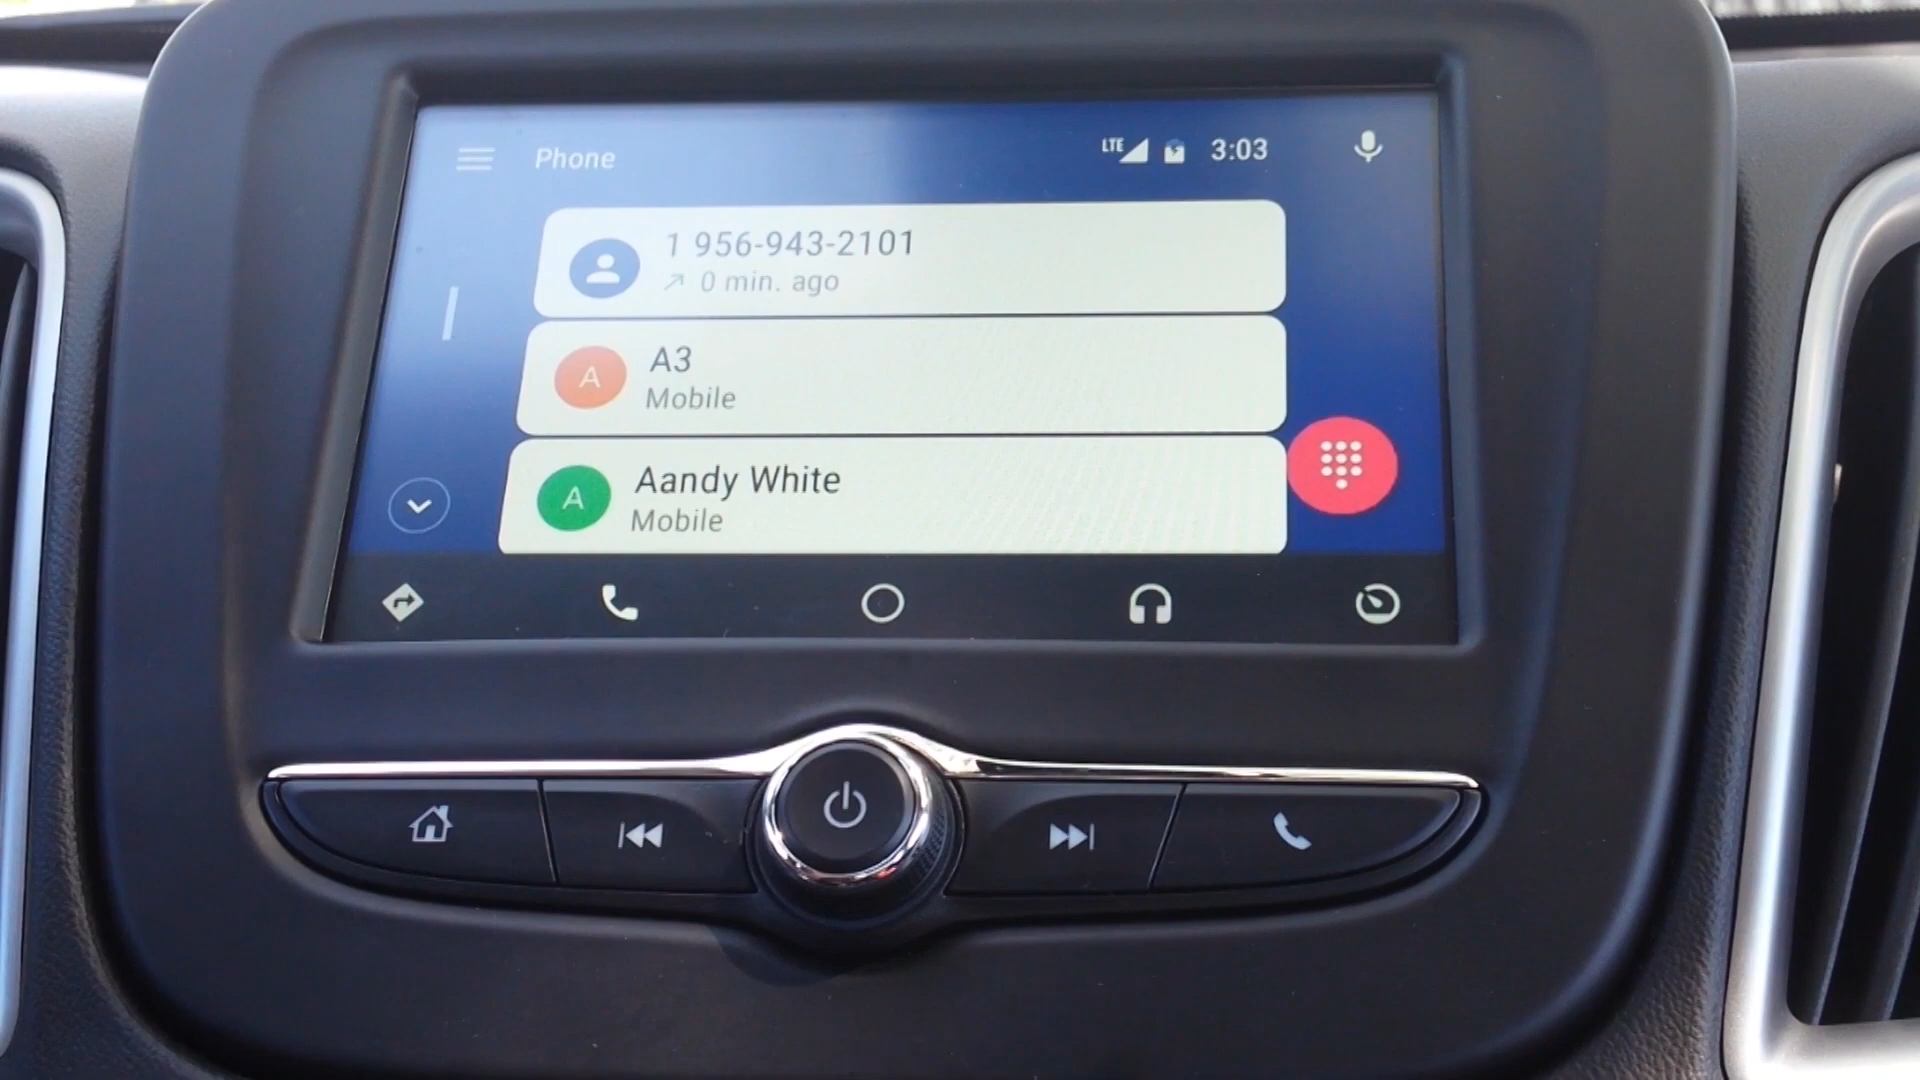 Phone
LTE
3:03
1 956-943-2101
0 min. ago
A
A3
Mobile
A
Aandy White
Mobile